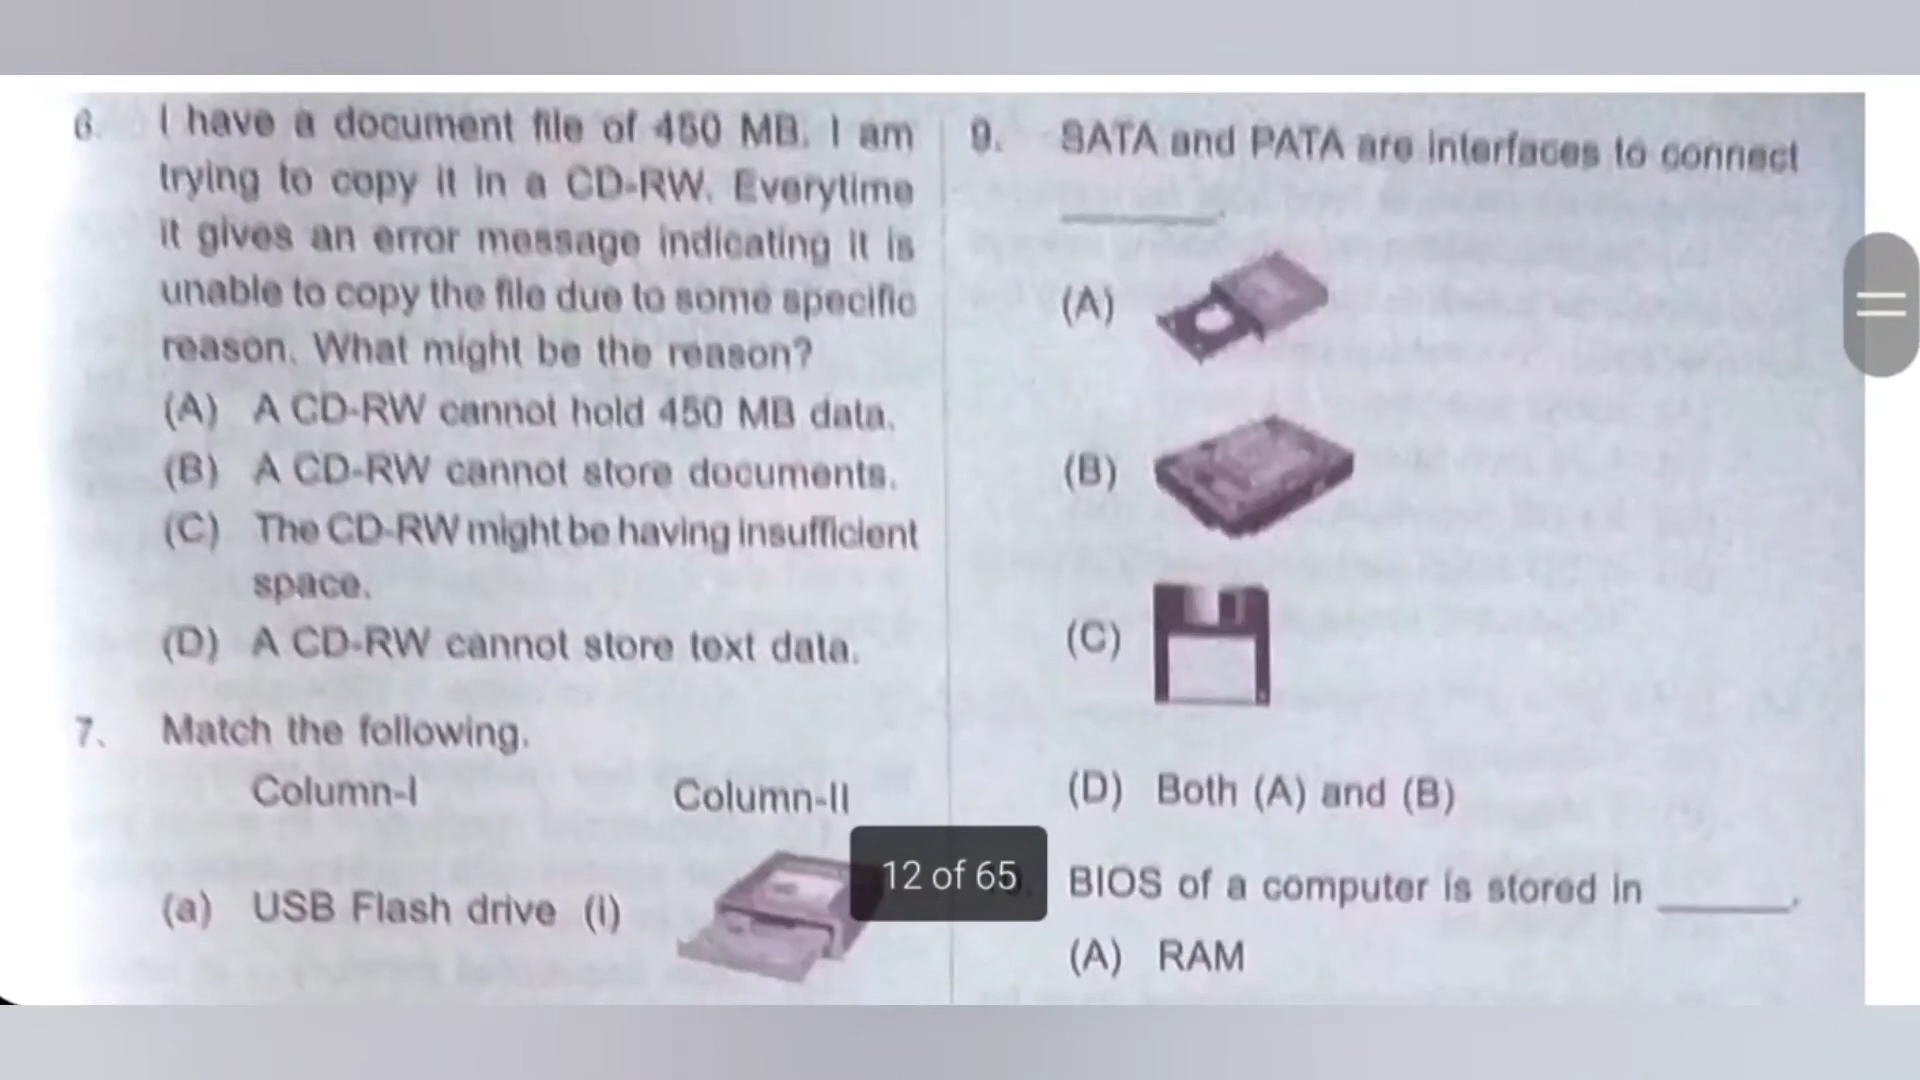 6. I have a document file of 450 MB. I am
trying to copy it in a CD-RW. Everytime
it gives an error message indicating it is
unable to copy the file due to some specific
reason. What might be the reason?
(A) A CD-RW cannot hold 450 MB data.
(B) A CD-RW cannot store documents.
(C) The CD-RW might be having insufficient
space.
(D) A CD-RW cannot store text data.
7. Match the following.
Column-I Column-II
(a) USB Flash drive (i)
9. SATA and PATA are interfaces to connect
________.
(A)
(B)
(C)
(D) Both (A) and (B)
12 of 65
BIOS of a computer is stored in _______.
(A) RAM